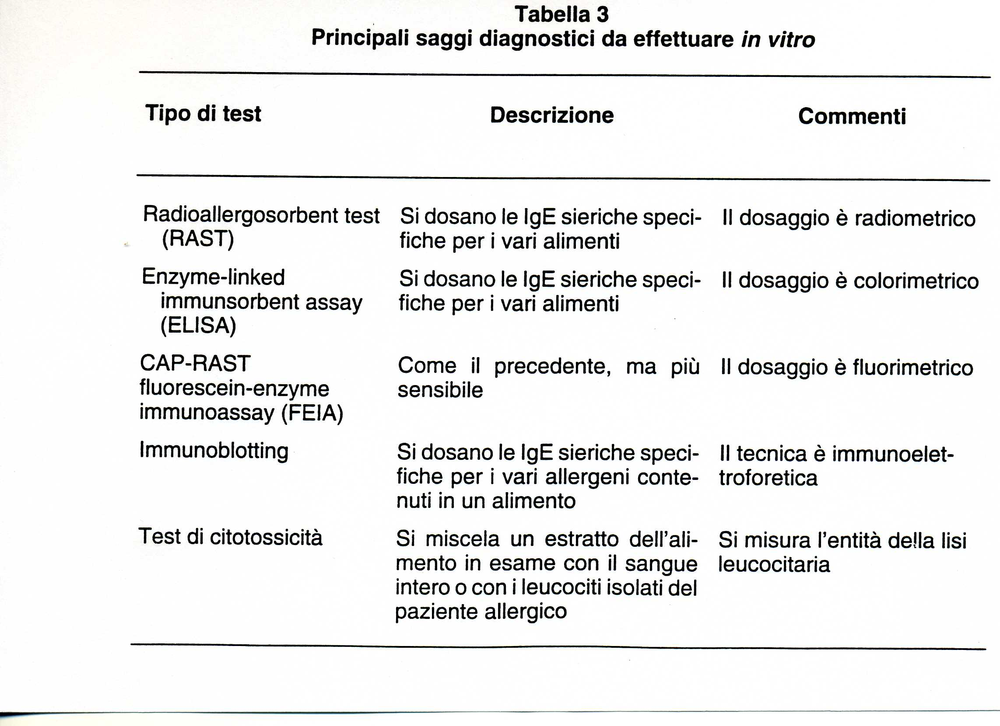 Tabella 3
Principali saggi diagnostici da effettuare in vitro
Tipo di test Descrizione Commenti
Radioallergosorbent test Si dosano le IgE sieriche speci- Il dosaggio è radiometrico
(RAST) fiche per i vari alimenti
Enzyme-linked Si dosano le IgE sieriche speci- Il dosaggio è colorimetrico
immunsorbent assay fiche per i vari alimenti
(ELISA)
CAP-RAST Come il precedente, ma più Il dosaggio è fluorimetrico
fluorescein-enzyme sensibile
immunoassay (FEIA)
Immunoblotting Si dosano le IgE sieriche speci- Il tecnica è immunoelet-
fiche per i vari allergeni conte- troforetica
nuti in un alimento
Test di citotossicità Si miscela un estratto dell'ali- Si misura l'entità della lisi
mento in esame con il sangue leucocitaria
intero o con i leucociti isolati del
paziente allergico